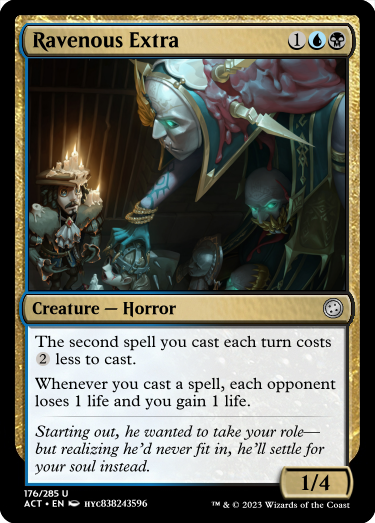 Ravenous Extra 1
Creature — Horror
The second spell you cast each turn costs
2 less to cast.
Whenever you cast a spell, each opponent
loses 1 life and you gain 1 life.
Starting out, he wanted to take your role—
but realizing he’d never fit in, he’ll settle for
your soul instead.
1/4
176/285 U
ACT • EN HYC838243596
™ & © 2023 Wizards of the Coast